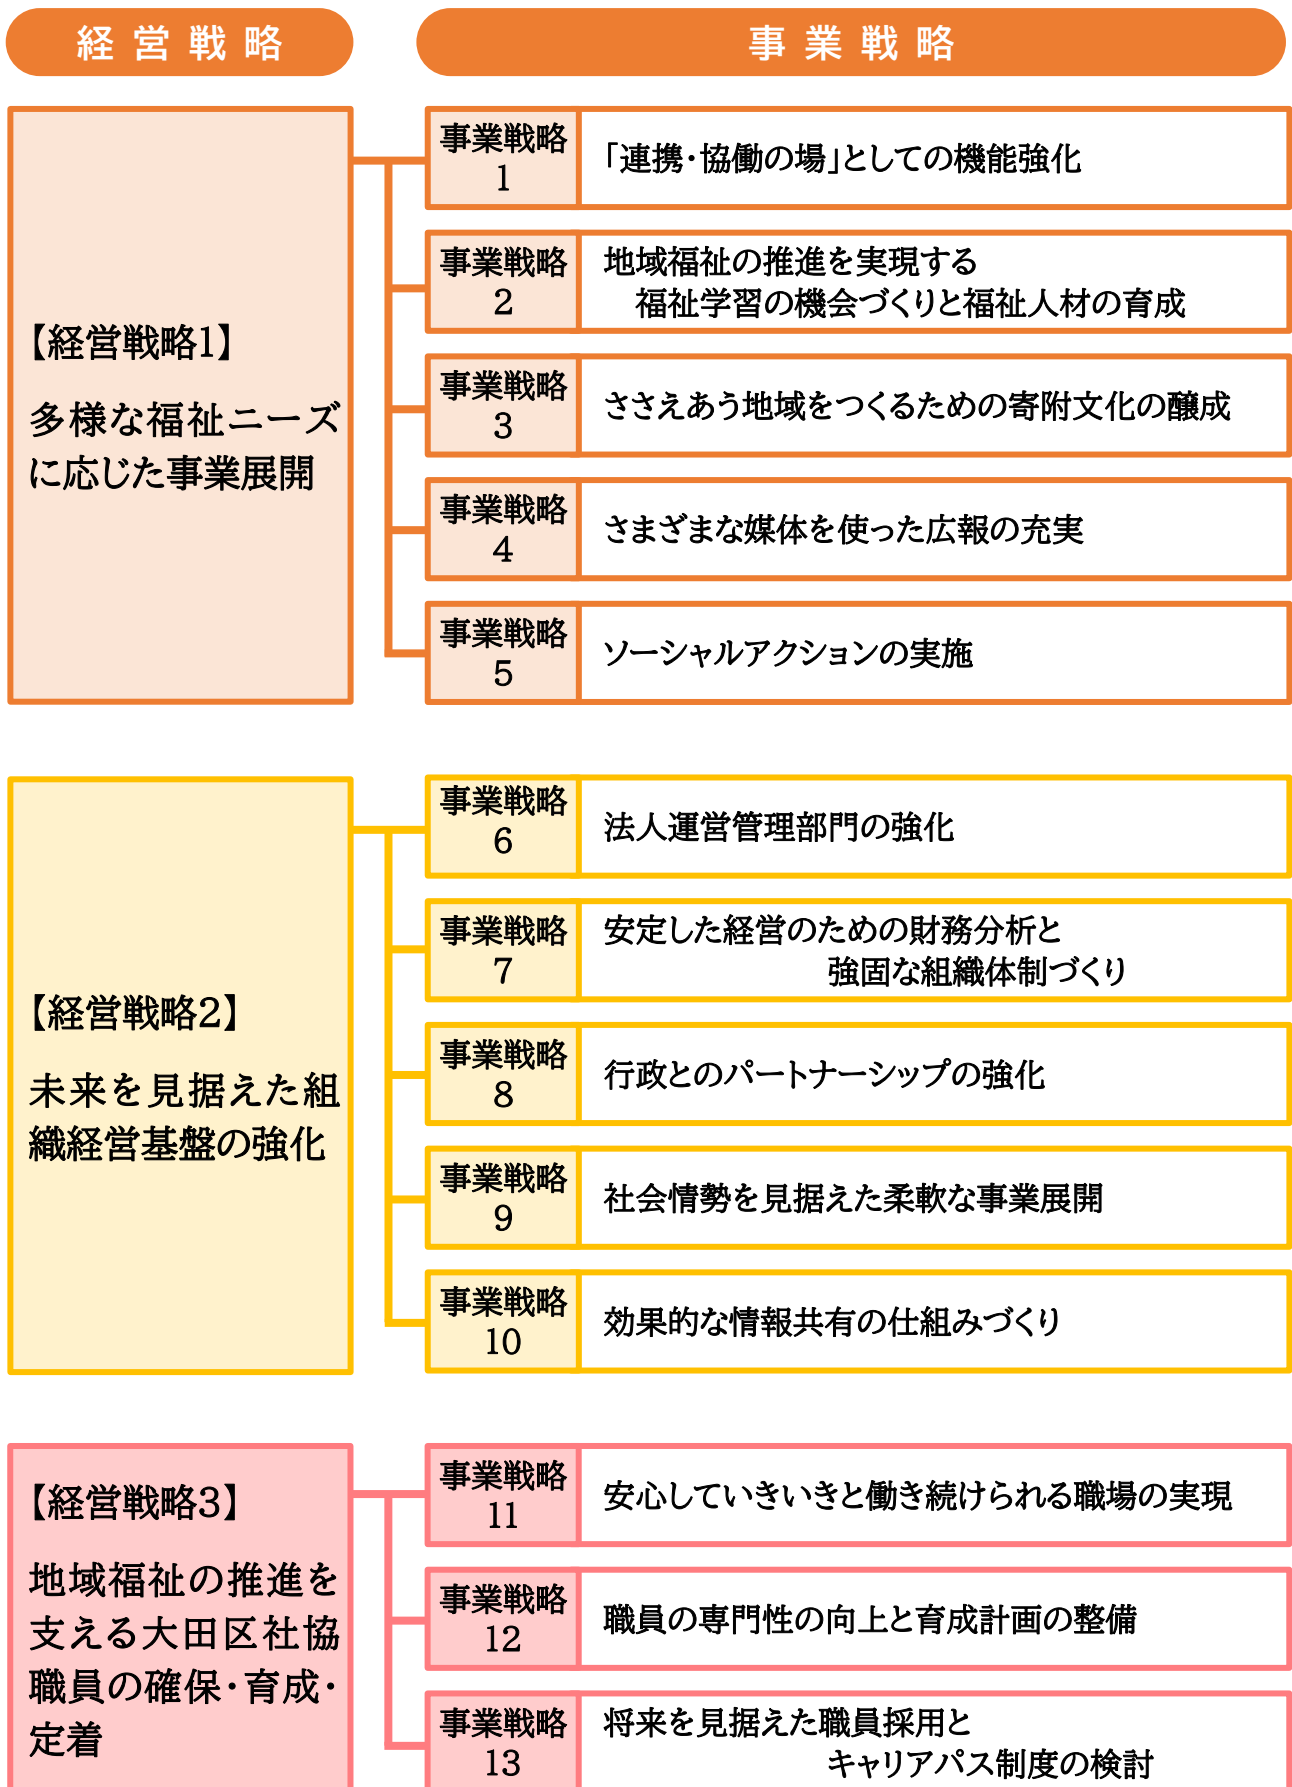 経営戦略
事業戦略
【経営戦略1】
多様な福祉ニーズ
に応じた事業展開
事業戦略
1
「連携・協働の場」としての機能強化
事業戦略
2
地域福祉の推進を実現する
福祉学習の機会づくりと福祉人材の育成
事業戦略
3
ささえあう地域をつくるための寄附文化の醸成
事業戦略
4
さまざまな媒体を使った広報の充実
事業戦略
5
ソーシャルアクションの実施
【経営戦略2】
未来を見据えた組
織経営基盤の強化
事業戦略
6
法人運営管理部門の強化
事業戦略
7
安定した経営のための財務分析と
強固な組織体制づくり
事業戦略
8
行政とのパートナーシップの強化
事業戦略
9
社会情勢を見据えた柔軟な事業展開
事業戦略
10
効果的な情報共有の仕組みづくり
【経営戦略3】
地域福祉の推進を
支える大田区社協
職員の確保・育成・
定着
事業戦略
11
安心していきいきと働き続けられる職場の実現
事業戦略
12
職員の専門性の向上と育成計画の整備
事業戦略
13
将来を見据えた職員採用と
キャリアパス制度の検討